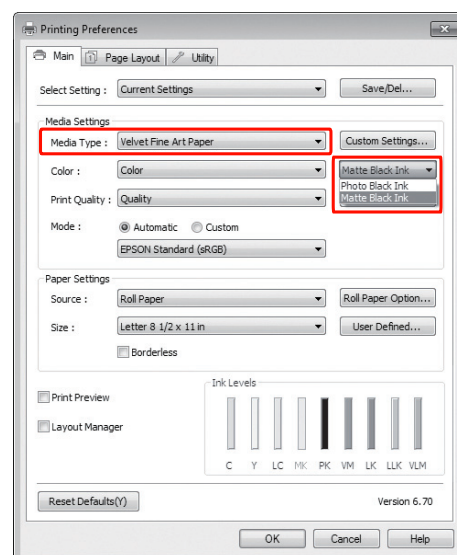 Printing Preferences
Main Page Layout Utility
Select Setting : Current Settings Save/Del...
Media Settings
Media Type : Velvet Fine Art Paper Custom Settings...
Color : Color Matte Black Ink
Photo Black Ink
Print Quality : Quality Matte Black Ink
Mode : Automatic Custom
EPSON Standard (sRGB)
Paper Settings
Source : Roll Paper Roll Paper Option...
Size : Letter 8 1/2 x 11 in User Defined...
Borderless
Print Preview
Layout Manager
Ink Levels
C Y LC MK PK VM LK LLK VLM
Reset Defaults(Y) Version 6.70
OK Cancel Help